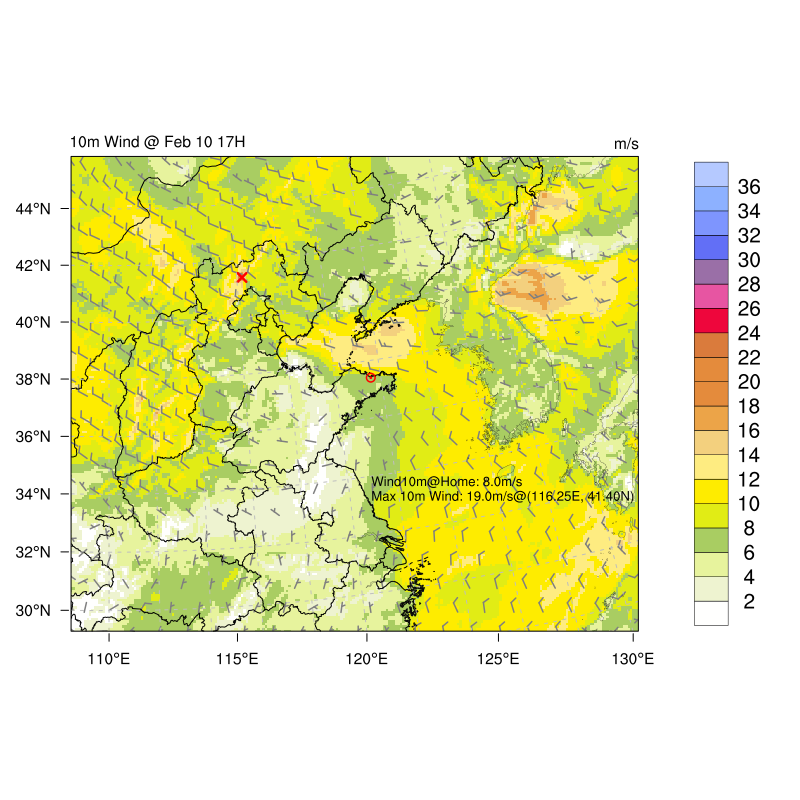 10m Wind @ Feb 10 17H
m/s
44°N
42°N
40°N
38°N
36°N
34°N
32°N
30°N
110°E
115°E
120°E
125°E
130°E
Wind10m@Home: 8.0m/s
Max 10m Wind: 19.0m/s@(116.25E, 41.40N)
36
34
32
30
28
26
24
22
20
18
16
14
12
10
8
6
4
2